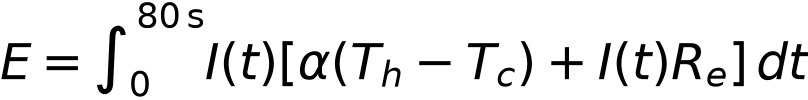 E = ∫₀^{80 s} I(t)[α(T_h − T_c) + I(t)R_e] dt